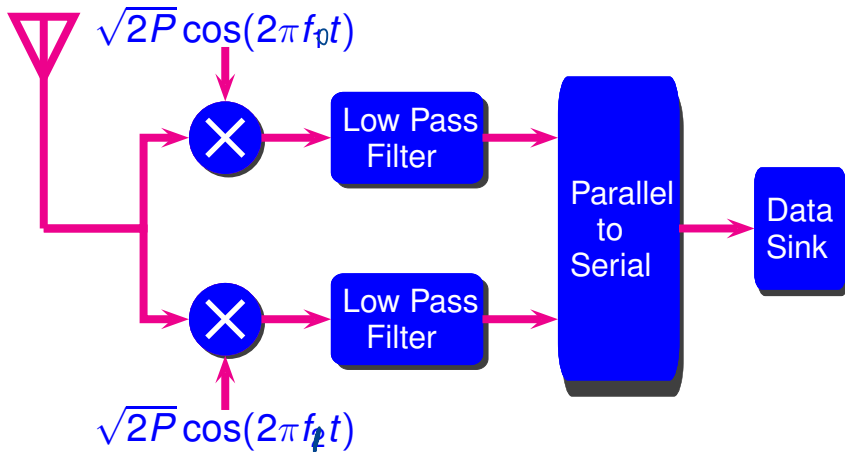 √2P cos(2πf t)
Low Pass
Filter
Parallel
to
Serial
Data
Sink
Low Pass
Filter
√2P cos(2πf t)